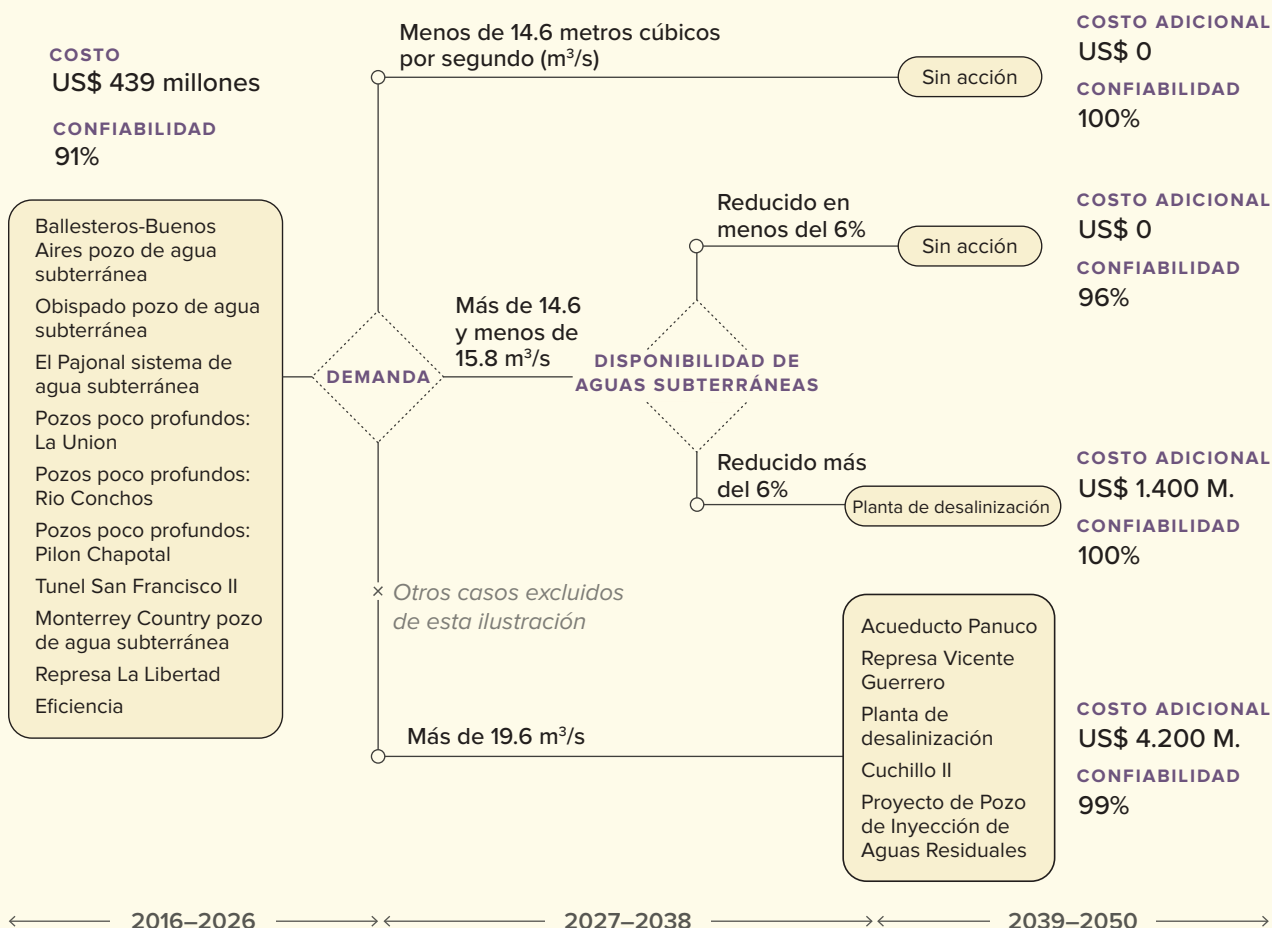 COSTO
US$ 439 millones
CONFIABILIDAD
91%
Ballesteros-Buenos
Aires pozo de agua
subterránea
Obispado pozo de agua
subterránea
El Pajonal sistema de
agua subterránea
Pozos poco profundos:
La Union
Pozos poco profundos:
Rio Conchos
Pozos poco profundos:
Pilon Chapotal
Tunel San Francisco II
Monterrey Country pozo
de agua subterránea
Represa La Libertad
Eficiencia
DEMANDA
Menos de 14.6 metros cúbicos
por segundo (m³/s)
Sin acción
COSTO ADICIONAL
US$ 0
CONFIABILIDAD
100%
Más de 14.6
y menos de
15.8 m³/s
DISPONIBILIDAD DE
AGUAS SUBTERRÁNEAS
Reducido en
menos del 6%
Sin acción
COSTO ADICIONAL
US$ 0
CONFIABILIDAD
96%
Reducido más
del 6%
Planta de desalinización
COSTO ADICIONAL
US$ 1.400 M.
CONFIABILIDAD
100%
× Otros casos excluidos
de esta ilustración
Más de 19.6 m³/s
Acueducto Panuco
Represa Vicente
Guerrero
Planta de
desalinización
Cuchillo II
Proyecto de Pozo
de Inyección de
Aguas Residuales
COSTO ADICIONAL
US$ 4.200 M.
CONFIABILIDAD
99%
2016–2026
2027–2038
2039–2050